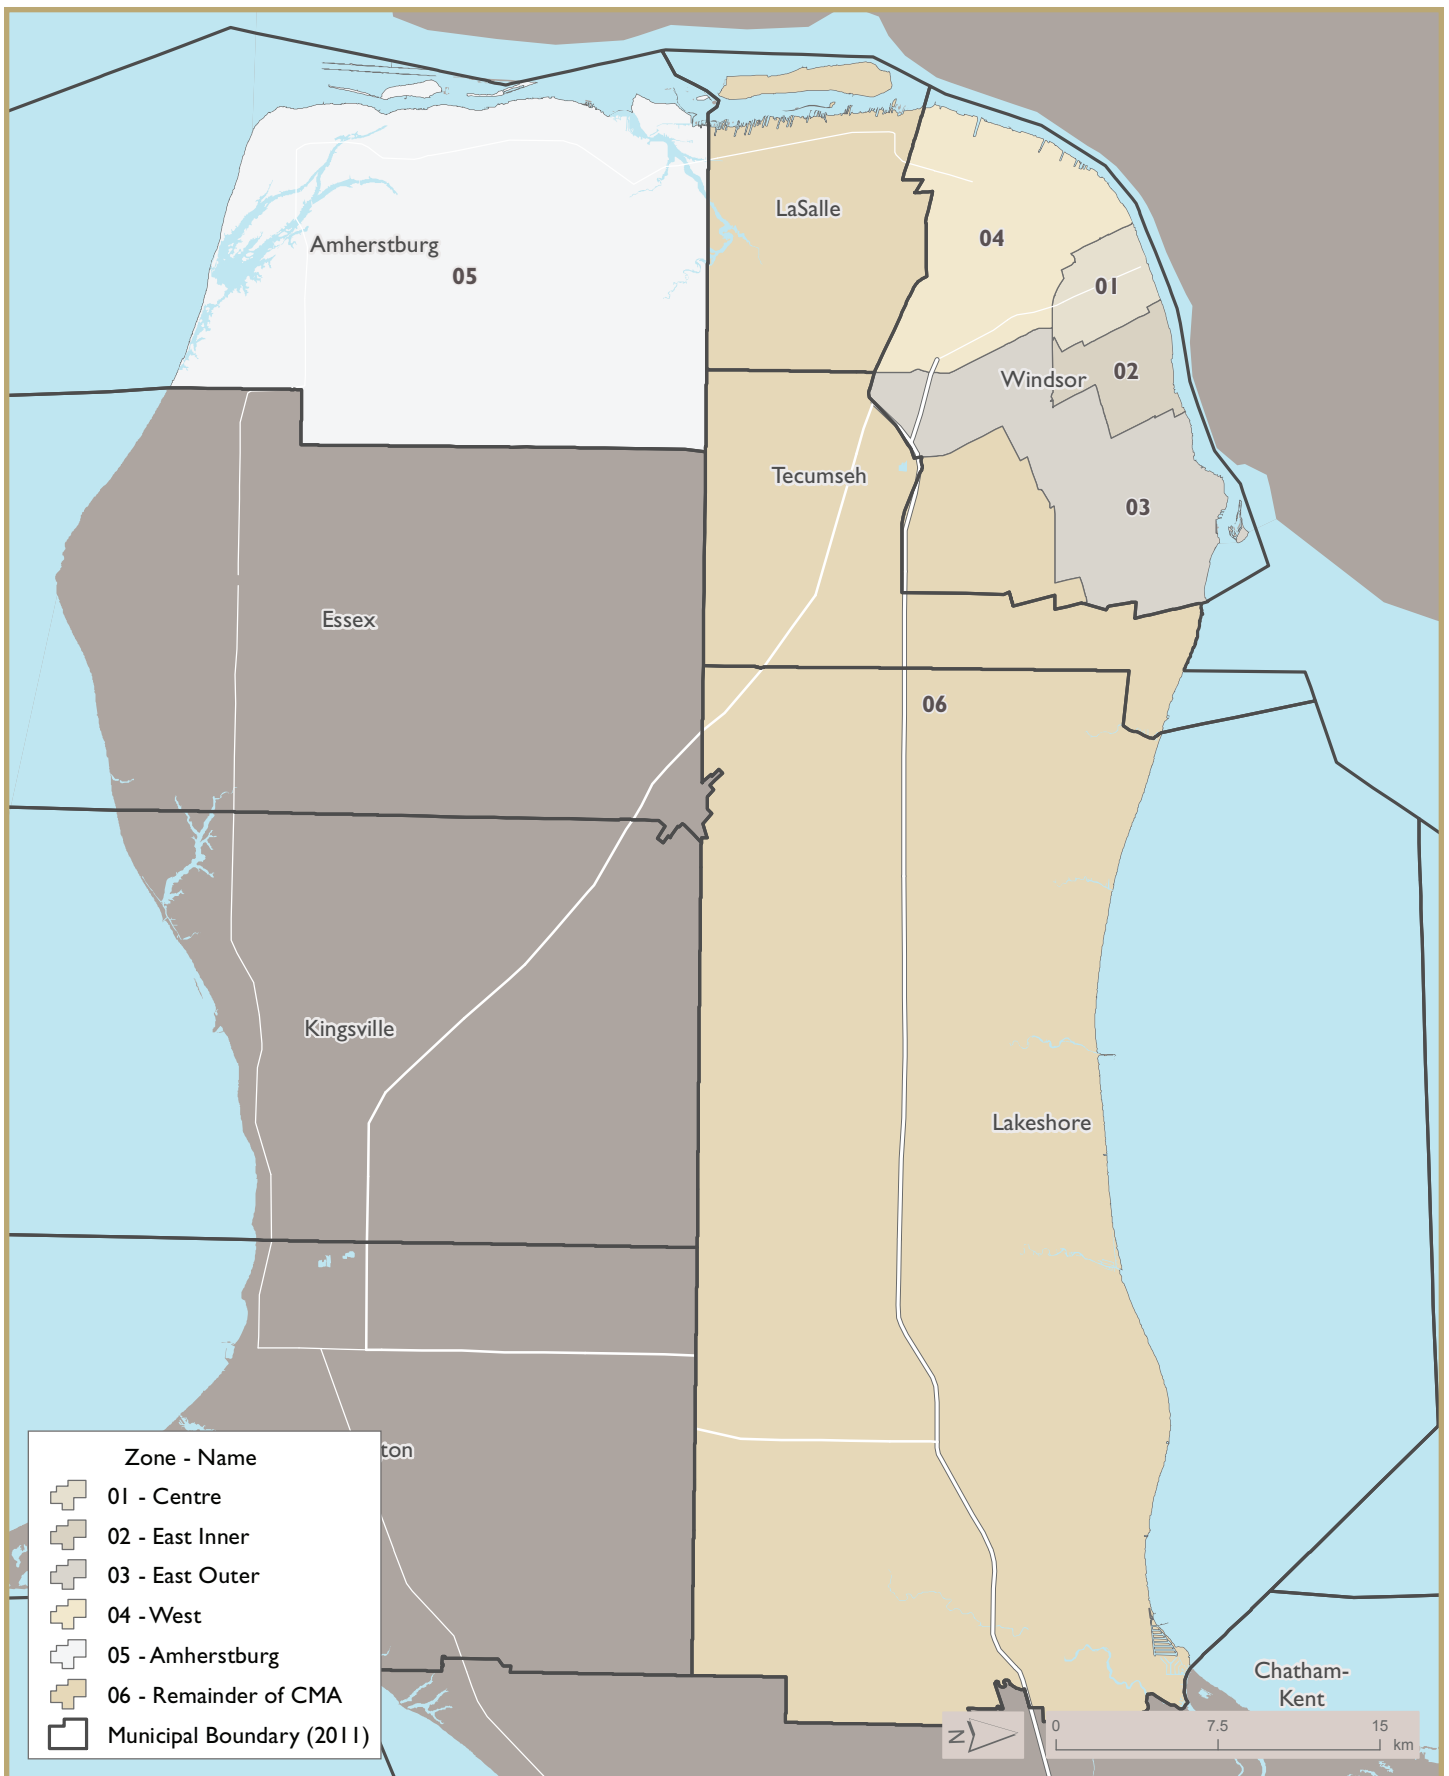 LaSalle
Amherstburg
05
04
01
02
Windsor
Tecumseh
03
Essex
06
Kingsville
Lakeshore
ton
Zone - Name
01 - Centre
02 - East Inner
03 - East Outer
04 - West
05 - Amherstburg
06 - Remainder of CMA
Municipal Boundary (2011)
Chatham-
Kent
N
0 7.5 15
km